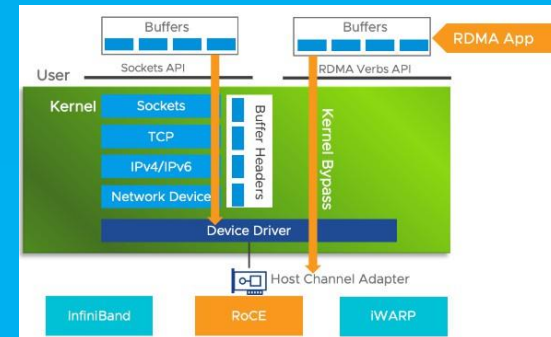 Buffers
Buffers
RDMA App
Sockets API
RDMA Verbs API
User
Kernel
Sockets
TCP
IPv4/IPv6
Network Device
Buffer Headers
Kernel Bypass
Device Driver
Host Channel Adapter
InfiniBand
RoCE
iWARP